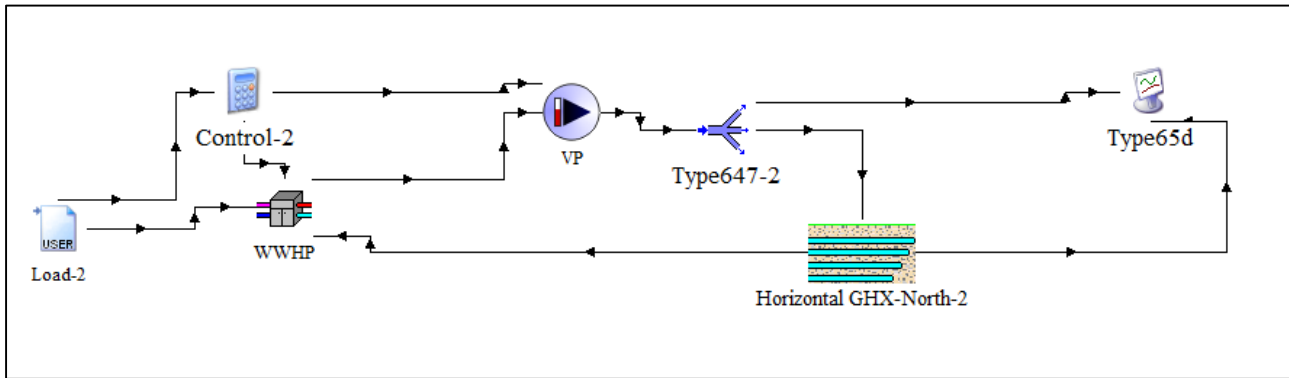 Control-2
VP
Type647-2
Type65d
USER
Load-2
WWHP
Horizontal GHX-North-2